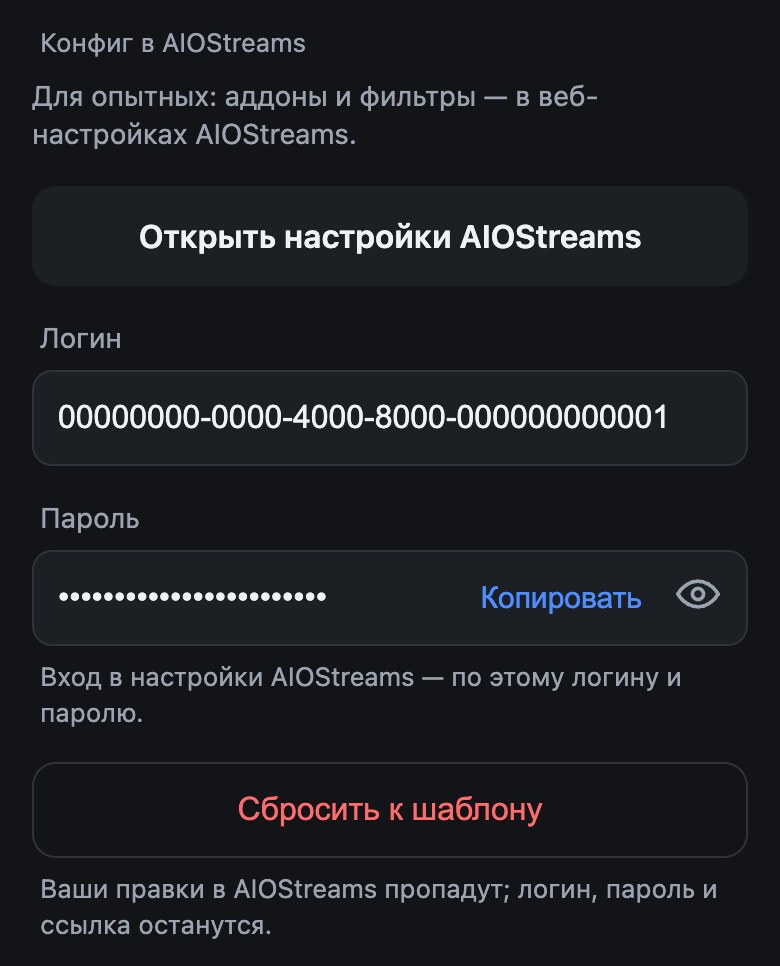 Конфиг в AIOStreams
Для опытных: аддоны и фильтры — в веб-
настройках AIOStreams.
Открыть настройки AIOStreams
Логин
00000000-0000-4000-8000-000000000001
Пароль
••••••••••••••••••••••••
Копировать
Вход в настройки AIOStreams — по этому логину и
паролю.
Сбросить к шаблону
Ваши правки в AIOStreams пропадут; логин, пароль и
ссылка останутся.